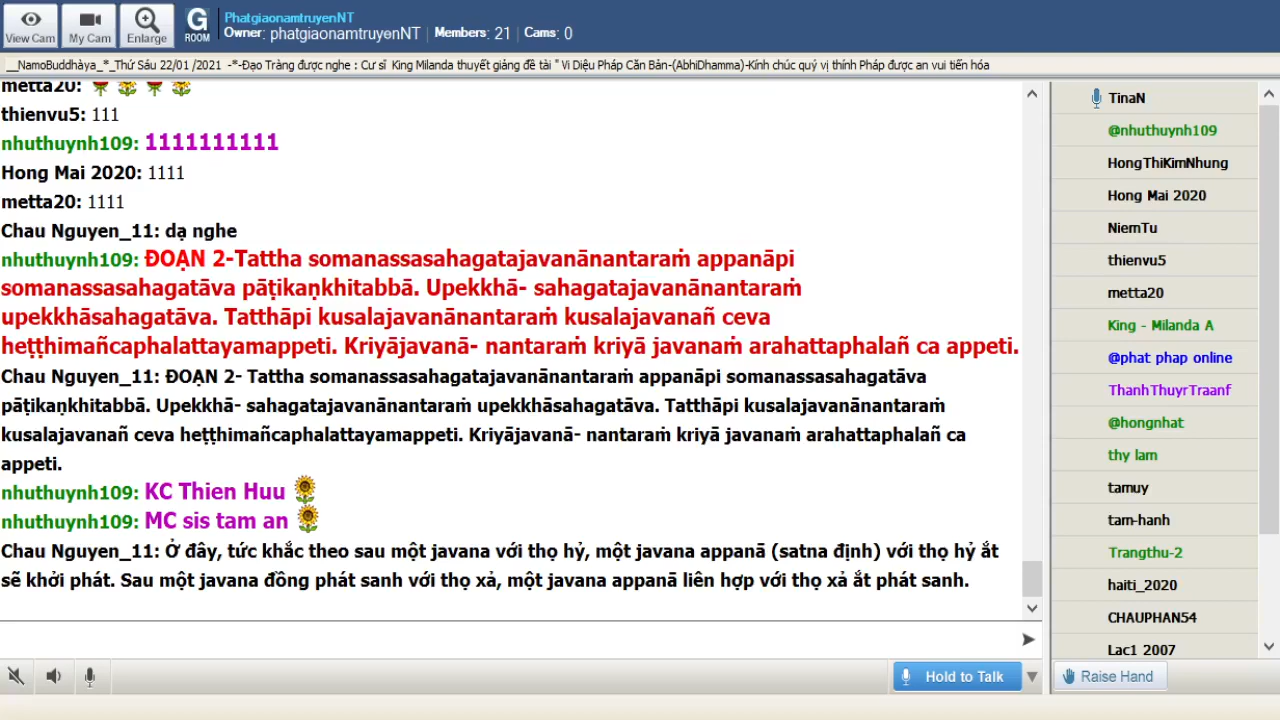 View Cam
My Cam
Enlarge
G
ROOM
PhatgiaonamtruyenNT
Owner: phatgiaonamtruyenNT | Members: 21 | Cams: 0
__NamoBuddhàya_*_Thứ Sáu 22/01 /2021 -*-Đạo Tràng được nghe : Cư sĩ King Milanda thuyết giảng đề tài " Vi Diệu Pháp Căn Bản-(AbhiDhamma)-Kính chúc quý vị thính Pháp được an vui tiến hóa
metta20:
thienvu5: 111
nhuthuynh109: 1111111111
Hong Mai 2020: 1111
metta20: 1111
Chau Nguyen_11: dạ nghe
nhuthuynh109: ĐOẠN 2-Tattha somanassasahagatajavanānantaraṁ appanāpi
somanassasahagatāva pāṭikaṇkhitabbā. Upekkhā- sahagatajavanānantaraṁ
upekkhāsahagatāva. Tatthāpi kusalajavanānantaraṁ kusalajavanañ ceva
heṭṭhimañcaphalattayamappeti. Kriyājavanā- nantaraṁ kriyā javanaṁ arahattaphalañ ca appeti.
Chau Nguyen_11: ĐOẠN 2- Tattha somanassasahagatajavanānantaraṁ appanāpi somanassasahagatāva
pāṭikaṇkhitabbā. Upekkhā- sahagatajavanānantaraṁ upekkhāsahagatāva. Tatthāpi kusalajavanānantaraṁ
kusalajavanañ ceva heṭṭhimañcaphalattayamappeti. Kriyājavanā- nantaraṁ kriyā javanaṁ arahattaphalañ ca
appeti.
nhuthuynh109: KC Thien Huu
nhuthuynh109: MC sis tam an
Chau Nguyen_11: Ở đây, tức khắc theo sau một javana với thọ hỷ, một javana appanā (satna định) với thọ hỷ ắt
sẽ khởi phát. Sau một javana đồng phát sanh với thọ xả, một javana appanā liên hợp với thọ xả ắt phát sanh.
Hold to Talk
TinaN
@nhuthuynh109
HongThiKimNhung
Hong Mai 2020
NiemTu
thienvu5
metta20
King - Milanda A
@phat phap online
ThanhThuyrTraanf
@hongnhat
thy lam
tamuy
tam-hanh
Trangthu-2
haiti_2020
CHAUPHAN54
Lac1 2007
Raise Hand